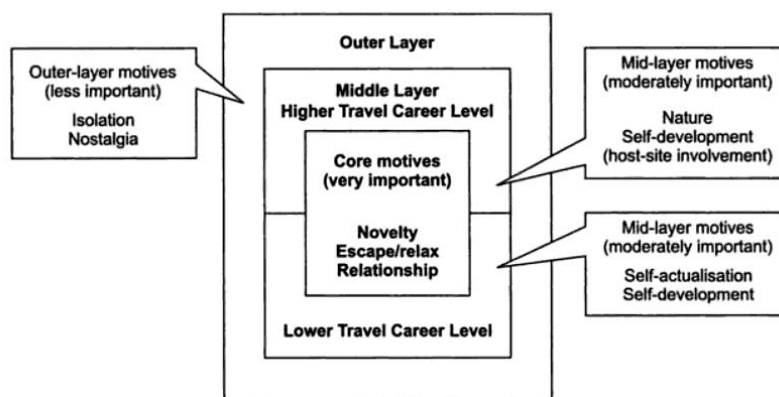 Outer Layer
Outer-layer motives
(less important)
Isolation
Nostalgia
Middle Layer
Higher Travel Career Level
Core motives
(very important)
Novelty
Escape/relax
Relationship
Lower Travel Career Level
Mid-layer motives
(moderately important)
Nature
Self-development
(host-site involvement)
Mid-layer motives
(moderately important)
Self-actualisation
Self-development